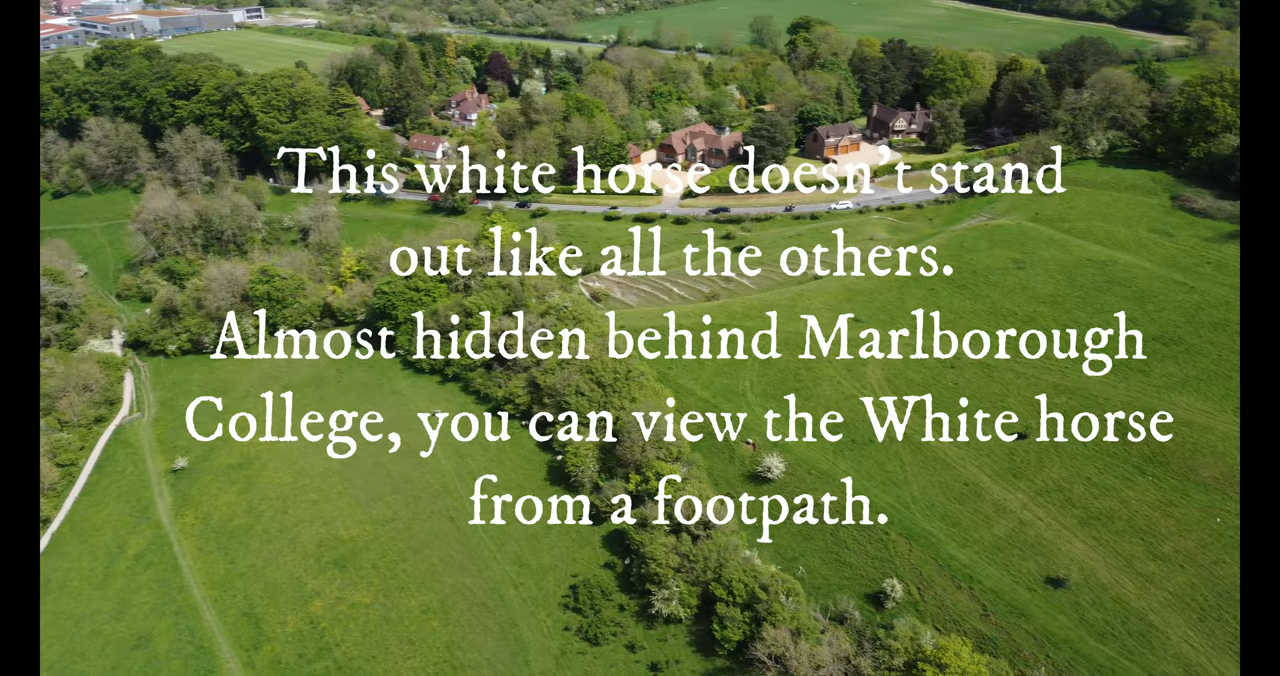 This white horse doesn't stand
out like all the others.
Almost hidden behind Marlborough
College, you can view the White horse
from a footpath.